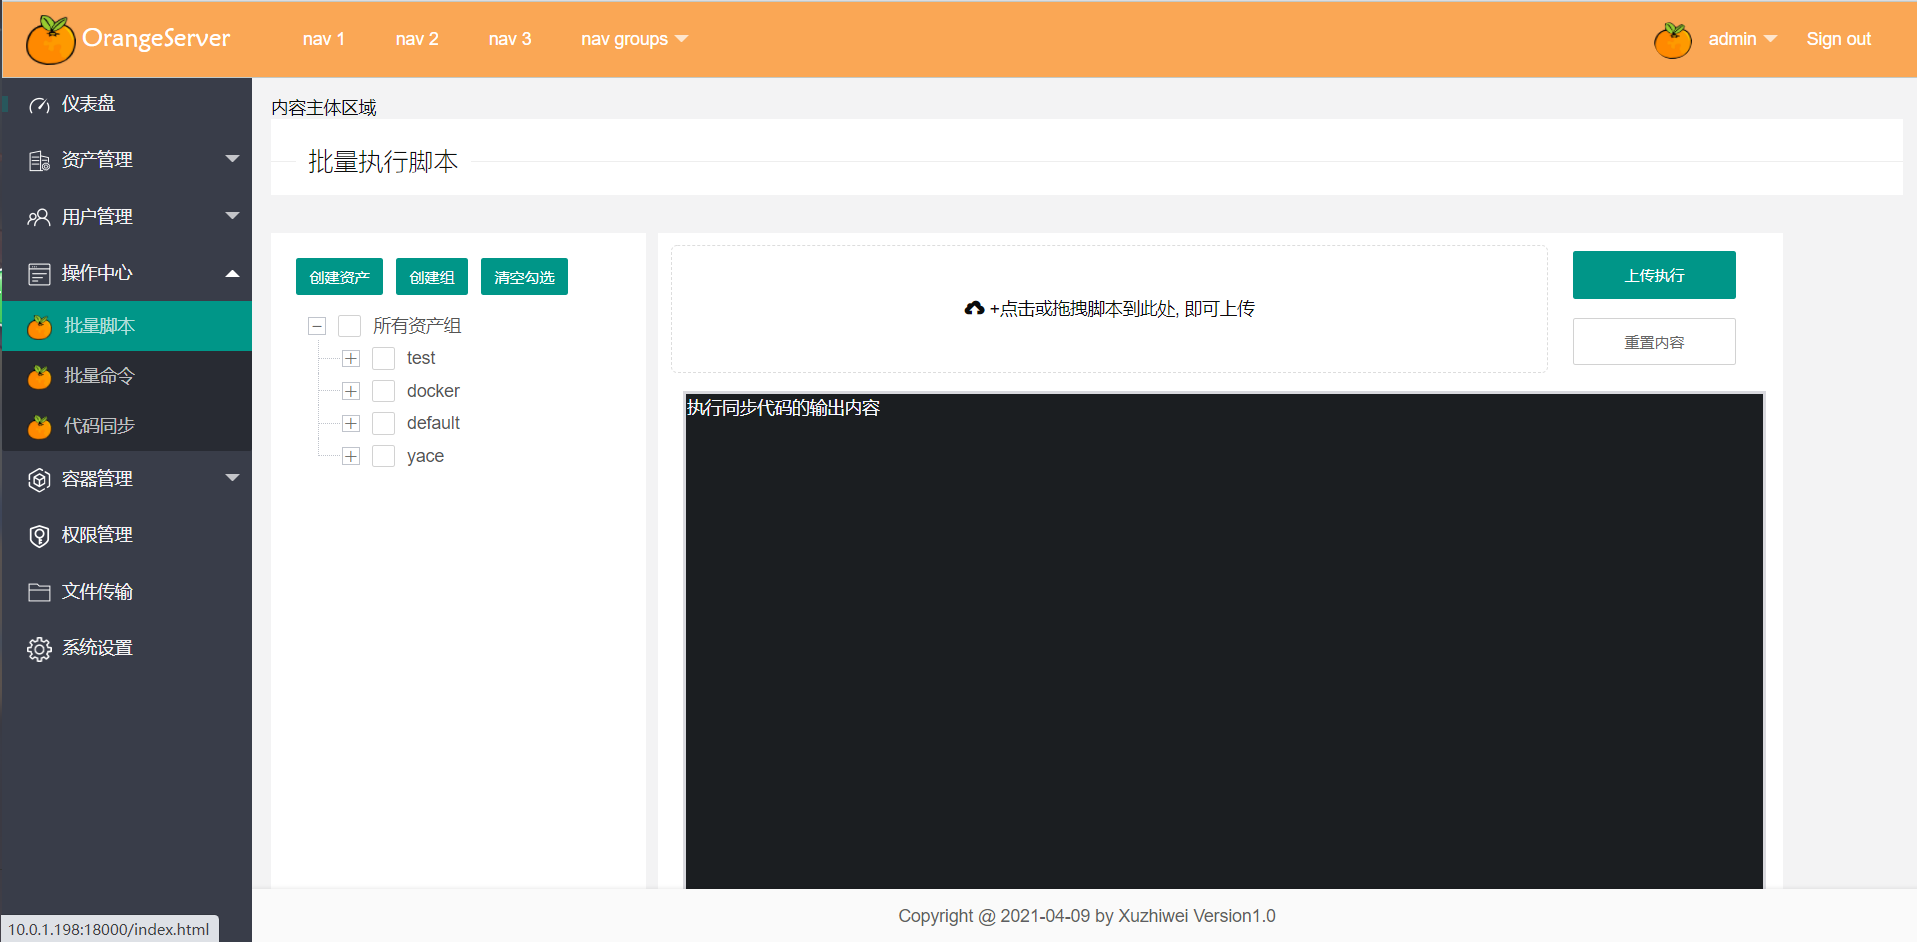 OrangeServer
nav 1
nav 2
nav 3
nav groups
admin
Sign out
仪表盘
资产管理
用户管理
操作中心
批量脚本
批量命令
代码同步
容器管理
权限管理
文件传输
系统设置
内容主体区域
批量执行脚本
创建资产
创建组
清空勾选
所有资产组
test
docker
default
yace
+点击或拖拽脚本到此处, 即可上传
上传执行
重置内容
执行同步代码的输出内容
Copyright @ 2021-04-09 by Xuzhiwei Version1.0
10.0.1.198:18000/index.html